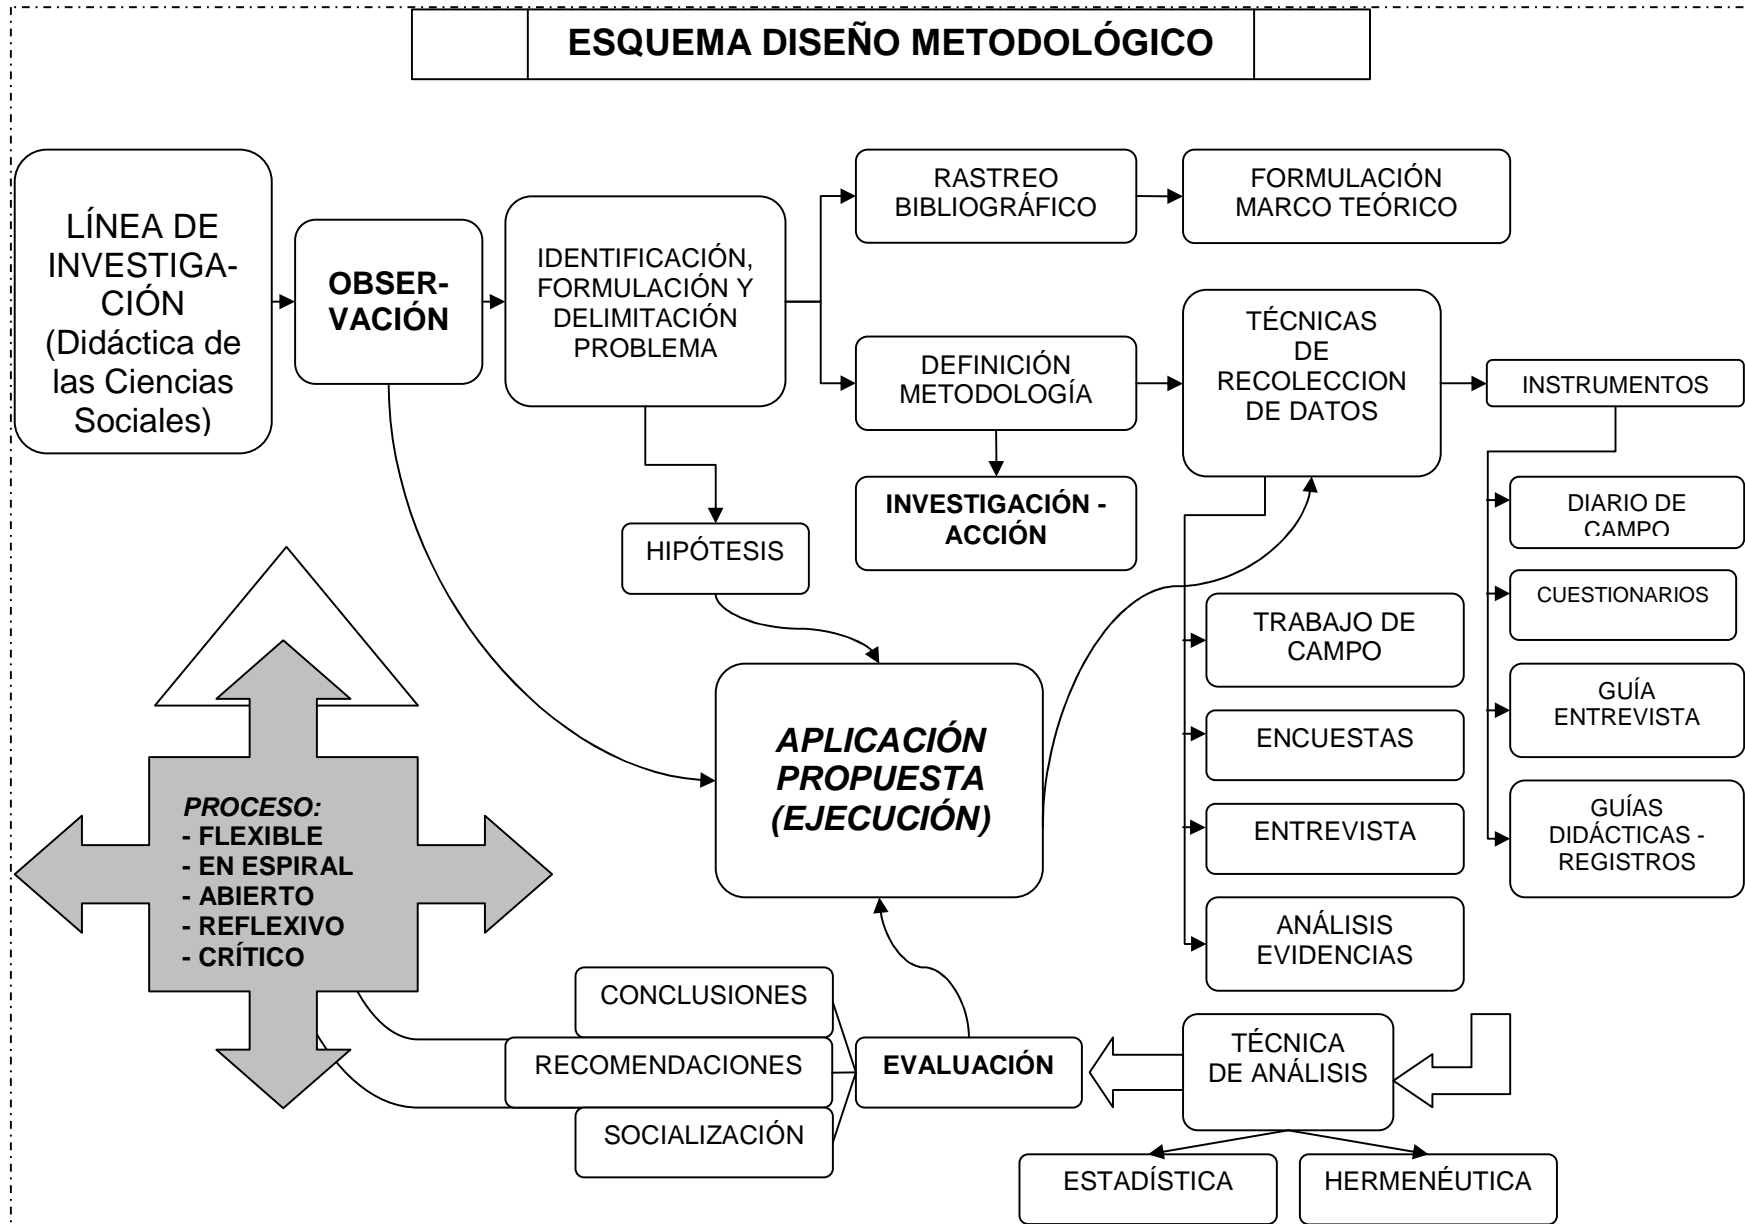 ESQUEMA DISEÑO METODOLÓGICO
LÍNEA DE
INVESTIGA-
CIÓN
(Didáctica de
las Ciencias
Sociales)
OBSER-
VACIÓN
IDENTIFICACIÓN,
FORMULACIÓN Y
DELIMITACIÓN
PROBLEMA
RASTREO
BIBLIOGRÁFICO
FORMULACIÓN
MARCO TEÓRICO
DEFINICIÓN
METODOLOGÍA
TÉCNICAS
DE
RECOLECCION
DE DATOS
INSTRUMENTOS
INVESTIGACIÓN -
ACCIÓN
HIPÓTESIS
DIARIO DE
CAMPO
CUESTIONARIOS
GUÍA
ENTREVISTA
GUÍAS
DIDÁCTICAS -
REGISTROS
TRABAJO DE
CAMPO
ENCUESTAS
ENTREVISTA
ANÁLISIS
EVIDENCIAS
APLICACIÓN
PROPUESTA
(EJECUCIÓN)
PROCESO:
- FLEXIBLE
- EN ESPIRAL
- ABIERTO
- REFLEXIVO
- CRÍTICO
CONCLUSIONES
RECOMENDACIONES
SOCIALIZACIÓN
EVALUACIÓN
TÉCNICA
DE ANÁLISIS
ESTADÍSTICA
HERMENÉUTICA